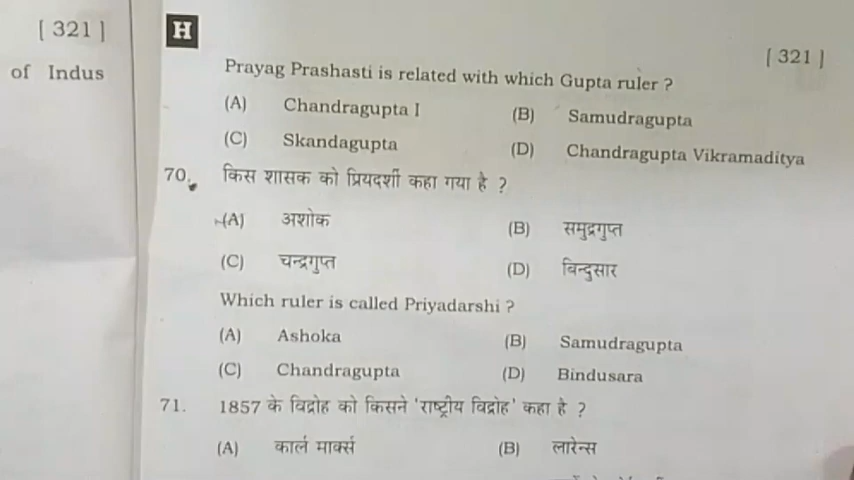 [ 321 ]
of Indus
H
[ 321 ]
Prayag Prashasti is related with which Gupta ruler ?
(A) Chandragupta I (B) Samudragupta
(C) Skandagupta (D) Chandragupta Vikramaditya
70. किस शासक को प्रियदर्शी कहा गया है ?
(A) अशोक (B) समुद्रगुप्त
(C) चन्द्रगुप्त (D) बिन्दुसार
Which ruler is called Priyadarshi ?
(A) Ashoka (B) Samudragupta
(C) Chandragupta (D) Bindusara
71. 1857 के विद्रोह को किसने 'राष्ट्रीय विद्रोह' कहा है ?
(A) कार्ल मार्क्स (B) लारेन्स